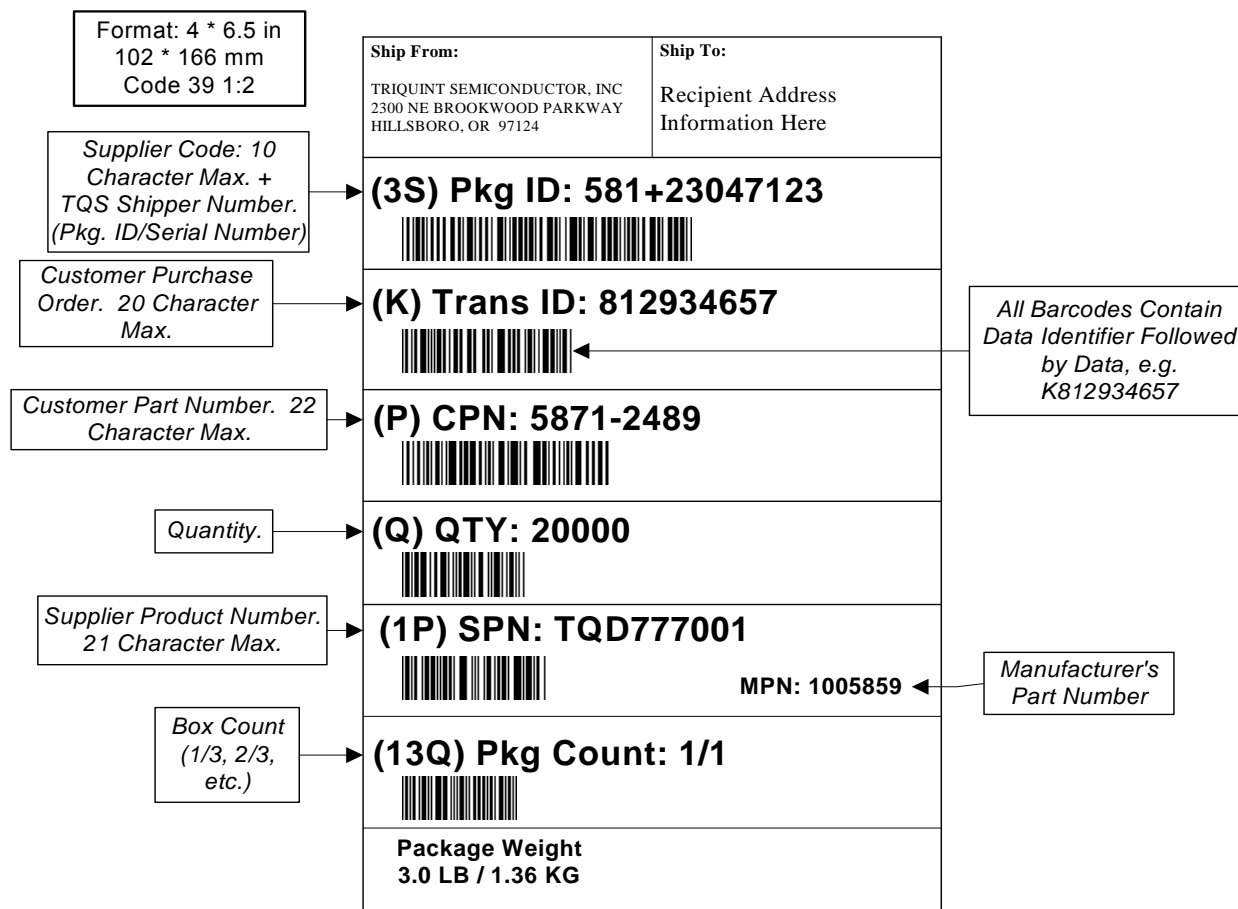 Format: 4 * 6.5 in
102 * 166 mm
Code 39 1:2
Ship From:
TRIQUINT SEMICONDUCTOR, INC
2300 NE BROOKWOOD PARKWAY
HILLSBORO, OR 97124
Ship To:
Recipient Address
Information Here
Supplier Code: 10
Character Max. +
TQS Shipper Number.
(Pkg. ID/Serial Number)
(3S) Pkg ID: 581+23047123
Customer Purchase
Order. 20 Character
Max.
(K) Trans ID: 812934657
All Barcodes Contain
Data Identifier Followed
by Data, e.g.
K812934657
Customer Part Number. 22
Character Max.
(P) CPN: 5871-2489
Quantity.
(Q) QTY: 20000
Supplier Product Number.
21 Character Max.
(1P) SPN: TQD777001
MPN: 1005859
Manufacturer's
Part Number
Box Count
(1/3, 2/3,
etc.)
(13Q) Pkg Count: 1/1
Package Weight
3.0 LB / 1.36 KG